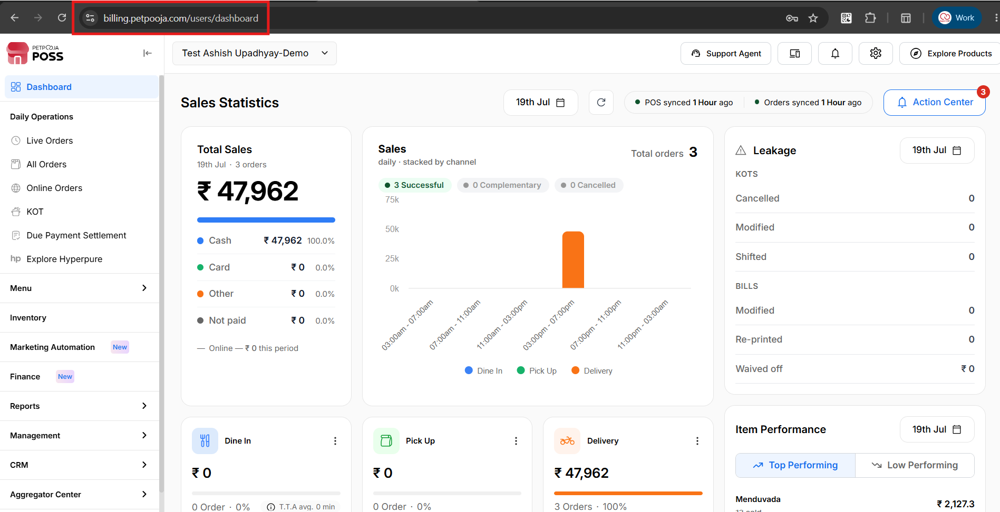 billing.petpooja.com/users/dashboard
Work
PETPOOJA
POSS
Test Ashish Upadhyay-Demo
Support Agent
Explore Products
Dashboard
Daily Operations
Live Orders
All Orders
Online Orders
KOT
Due Payment Settlement
hp Explore Hyperpure
Menu
Inventory
Marketing Automation New
Finance New
Reports
Management
CRM
Aggregator Center
Sales Statistics
19th Jul
POS synced 1 Hour ago
Orders synced 1 Hour ago
Action Center
3
Total Sales
19th Jul · 3 orders
₹ 47,962
Cash ₹ 47,962 100.0%
Card ₹ 0 0.0%
Other ₹ 0 0.0%
Not paid ₹ 0 0.0%
— Online — ₹ 0 this period
Sales
daily · stacked by channel
Total orders 3
3 Successful
0 Complementary
0 Cancelled
75k
50k
25k
0k
03:00am - 07:00am
07:00am - 11:00am
11:00am - 03:00pm
03:00pm - 07:00pm
07:00pm - 11:00pm
11:00pm - 03:00am
Dine In
Pick Up
Delivery
Leakage
19th Jul
KOTS
Cancelled 0
Modified 0
Shifted 0
BILLS
Modified 0
Re-printed 0
Waived off ₹ 0
Dine In
₹ 0
0 Order · 0%
T.T.A avg. 0 min
Pick Up
₹ 0
0 Order · 0%
Delivery
₹ 47,962
3 Orders · 100%
Item Performance
19th Jul
Top Performing
Low Performing
Menduvada
₹ 2,127.3